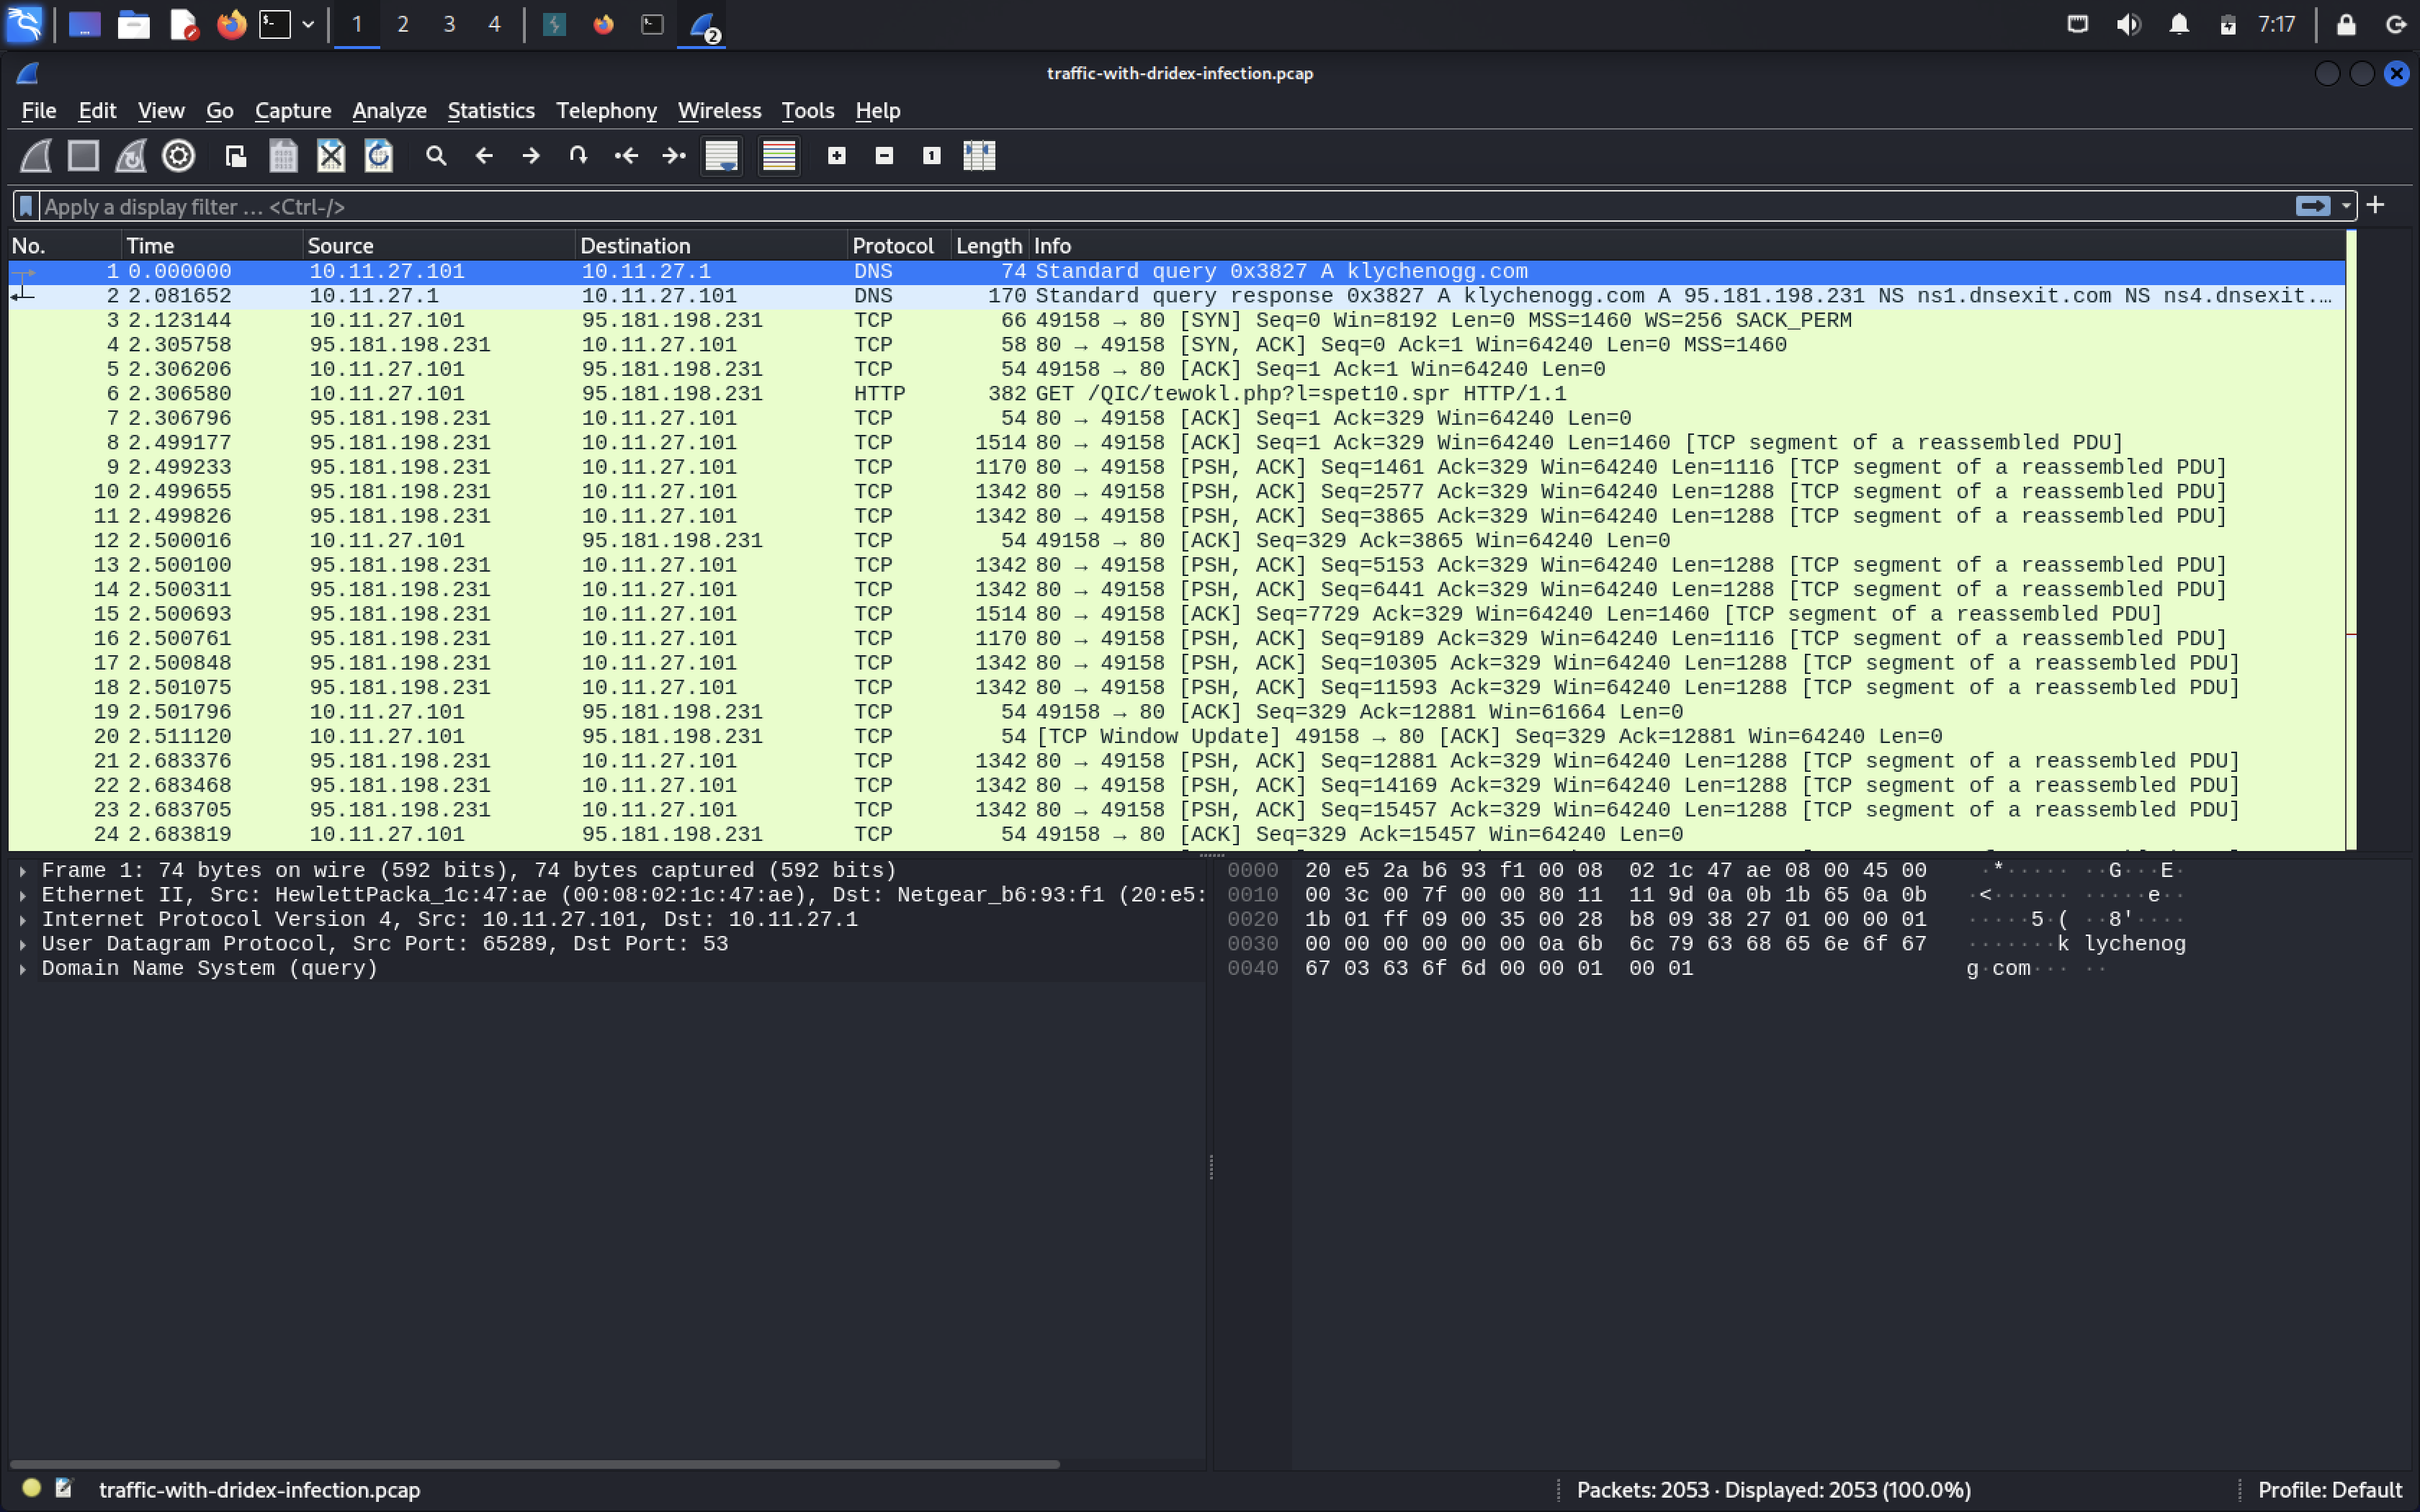 1 2 3 4 2 7:17
traffic-with-dridex-infection.pcap
File Edit View Go Capture Analyze Statistics Telephony Wireless Tools Help
Apply a display filter … <Ctrl-/>
No. Time Source Destination Protocol Length Info
1 0.000000 10.11.27.101 10.11.27.1 DNS 74 Standard query 0x3827 A klychenogg.com
2 2.081652 10.11.27.1 10.11.27.101 DNS 170 Standard query response 0x3827 A klychenogg.com A 95.181.198.231 NS ns1.dnsexit.com NS ns4.dnsexit.…
3 2.123144 10.11.27.101 95.181.198.231 TCP 66 49158 → 80 [SYN] Seq=0 Win=8192 Len=0 MSS=1460 WS=256 SACK_PERM
4 2.305758 95.181.198.231 10.11.27.101 TCP 58 80 → 49158 [SYN, ACK] Seq=0 Ack=1 Win=64240 Len=0 MSS=1460
5 2.306206 10.11.27.101 95.181.198.231 TCP 54 49158 → 80 [ACK] Seq=1 Ack=1 Win=64240 Len=0
6 2.306580 10.11.27.101 95.181.198.231 HTTP 382 GET /QIC/tewokl.php?l=spet10.spr HTTP/1.1
7 2.306796 95.181.198.231 10.11.27.101 TCP 54 80 → 49158 [ACK] Seq=1 Ack=329 Win=64240 Len=0
8 2.499177 95.181.198.231 10.11.27.101 TCP 1514 80 → 49158 [ACK] Seq=1 Ack=329 Win=64240 Len=1460 [TCP segment of a reassembled PDU]
9 2.499233 95.181.198.231 10.11.27.101 TCP 1170 80 → 49158 [PSH, ACK] Seq=1461 Ack=329 Win=64240 Len=1116 [TCP segment of a reassembled PDU]
10 2.499655 95.181.198.231 10.11.27.101 TCP 1342 80 → 49158 [PSH, ACK] Seq=2577 Ack=329 Win=64240 Len=1288 [TCP segment of a reassembled PDU]
11 2.499826 95.181.198.231 10.11.27.101 TCP 1342 80 → 49158 [PSH, ACK] Seq=3865 Ack=329 Win=64240 Len=1288 [TCP segment of a reassembled PDU]
12 2.500016 10.11.27.101 95.181.198.231 TCP 54 49158 → 80 [ACK] Seq=329 Ack=3865 Win=64240 Len=0
13 2.500100 95.181.198.231 10.11.27.101 TCP 1342 80 → 49158 [PSH, ACK] Seq=5153 Ack=329 Win=64240 Len=1288 [TCP segment of a reassembled PDU]
14 2.500311 95.181.198.231 10.11.27.101 TCP 1342 80 → 49158 [PSH, ACK] Seq=6441 Ack=329 Win=64240 Len=1288 [TCP segment of a reassembled PDU]
15 2.500693 95.181.198.231 10.11.27.101 TCP 1514 80 → 49158 [ACK] Seq=7729 Ack=329 Win=64240 Len=1460 [TCP segment of a reassembled PDU]
16 2.500761 95.181.198.231 10.11.27.101 TCP 1170 80 → 49158 [PSH, ACK] Seq=9189 Ack=329 Win=64240 Len=1116 [TCP segment of a reassembled PDU]
17 2.500848 95.181.198.231 10.11.27.101 TCP 1342 80 → 49158 [PSH, ACK] Seq=10305 Ack=329 Win=64240 Len=1288 [TCP segment of a reassembled PDU]
18 2.501075 95.181.198.231 10.11.27.101 TCP 1342 80 → 49158 [PSH, ACK] Seq=11593 Ack=329 Win=64240 Len=1288 [TCP segment of a reassembled PDU]
19 2.501796 10.11.27.101 95.181.198.231 TCP 54 49158 → 80 [ACK] Seq=329 Ack=12881 Win=61664 Len=0
20 2.511120 10.11.27.101 95.181.198.231 TCP 54 [TCP Window Update] 49158 → 80 [ACK] Seq=329 Ack=12881 Win=64240 Len=0
21 2.683376 95.181.198.231 10.11.27.101 TCP 1342 80 → 49158 [PSH, ACK] Seq=12881 Ack=329 Win=64240 Len=1288 [TCP segment of a reassembled PDU]
22 2.683468 95.181.198.231 10.11.27.101 TCP 1342 80 → 49158 [PSH, ACK] Seq=14169 Ack=329 Win=64240 Len=1288 [TCP segment of a reassembled PDU]
23 2.683705 95.181.198.231 10.11.27.101 TCP 1342 80 → 49158 [PSH, ACK] Seq=15457 Ack=329 Win=64240 Len=1288 [TCP segment of a reassembled PDU]
24 2.683819 10.11.27.101 95.181.198.231 TCP 54 49158 → 80 [ACK] Seq=329 Ack=15457 Win=64240 Len=0
Frame 1: 74 bytes on wire (592 bits), 74 bytes captured (592 bits)
Ethernet II, Src: HewlettPacka_1c:47:ae (00:08:02:1c:47:ae), Dst: Netgear_b6:93:f1 (20:e5:
Internet Protocol Version 4, Src: 10.11.27.101, Dst: 10.11.27.1
User Datagram Protocol, Src Port: 65289, Dst Port: 53
Domain Name System (query)
0000 20 e5 2a b6 93 f1 00 08 02 1c 47 ae 08 00 45 00 ·*····· ··G···E·
0010 00 3c 00 7f 00 00 80 11 11 9d 0a 0b 1b 65 0a 0b ·<······ ·····e··
0020 1b 01 ff 09 00 35 00 28 b8 09 38 27 01 00 00 01 ·····5·( ··8'····
0030 00 00 00 00 00 00 0a 6b 6c 79 63 68 65 6e 6f 67 ·······k lychenog
0040 67 03 63 6f 6d 00 00 01 00 01 g·com··· ··
traffic-with-dridex-infection.pcap
Packets: 2053 · Displayed: 2053 (100.0%)
Profile: Default